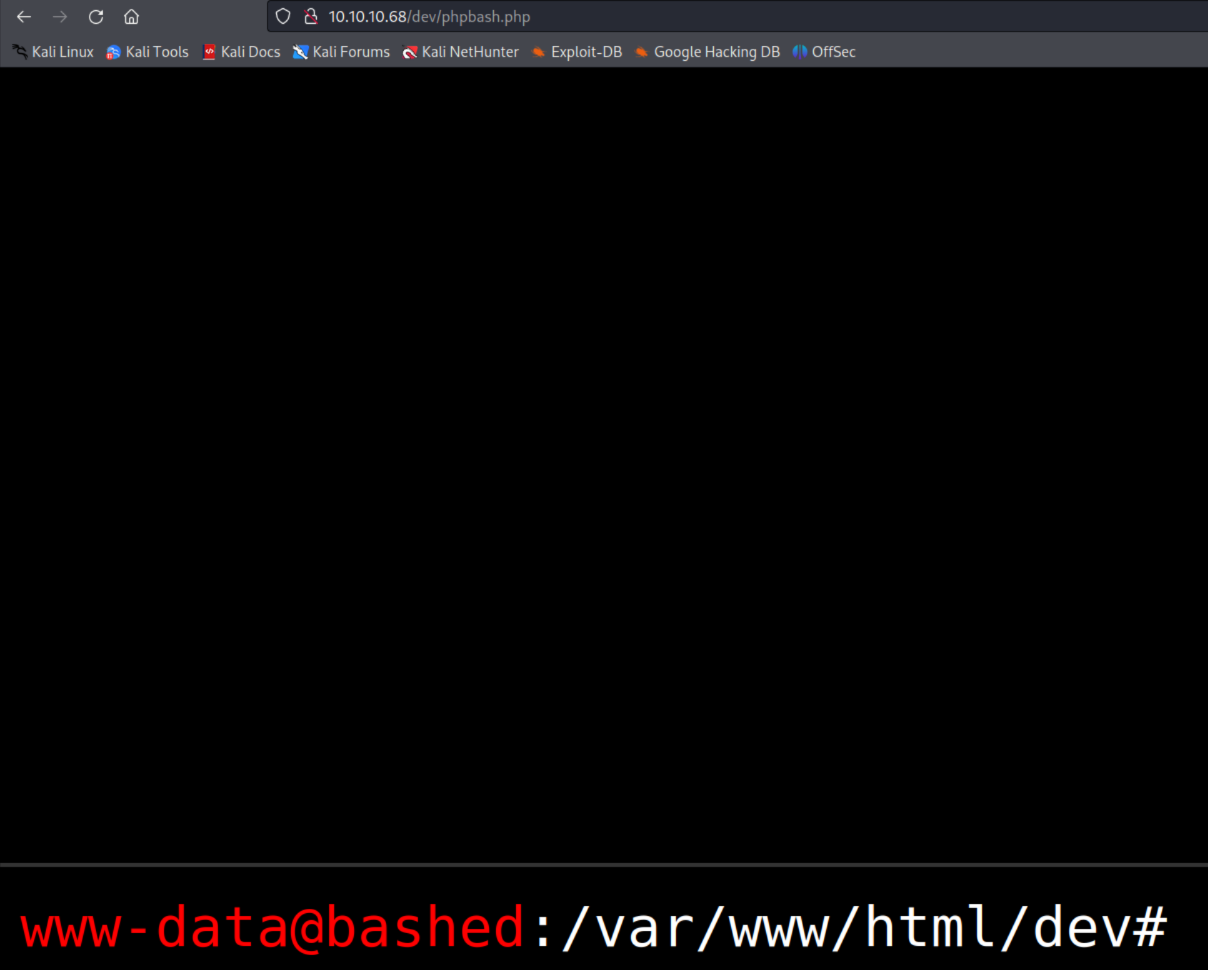 10.10.10.68/dev/phpbash.php
Kali Linux Kali Tools Kali Docs Kali Forums Kali NetHunter Exploit-DB Google Hacking DB OffSec
www-data@bashed:/var/www/html/dev#